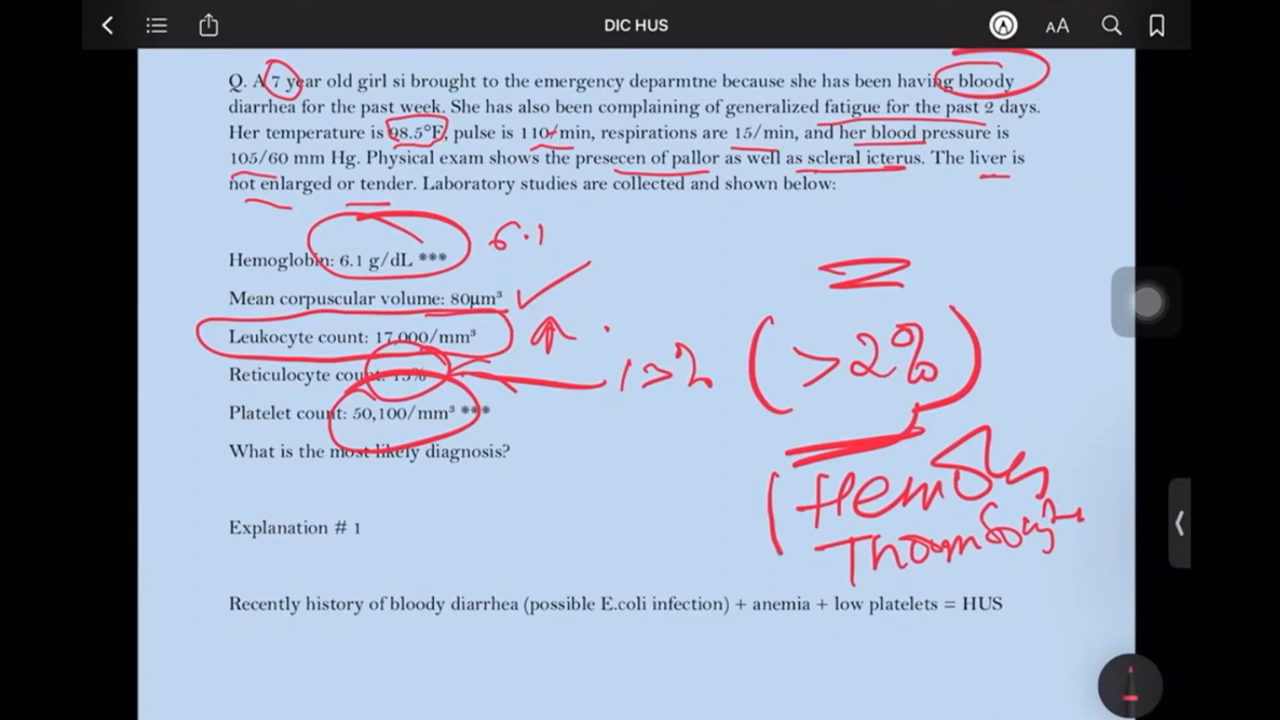 DIC HUS
AA
Q. A 7 year old girl si brought to the emergency deparmtne because she has been having bloody
diarrhea for the past week. She has also been complaining of generalized fatigue for the past 2 days.
Her temperature is 98.5°F, pulse is 110/min, respirations are 15/min, and her blood pressure is
105/60 mm Hg. Physical exam shows the presecen of pallor as well as scleral icterus. The liver is
not enlarged or tender. Laboratory studies are collected and shown below:
6.1
Hemoglobin: 6.1 g/dL ***
Mean corpuscular volume: 80µm³
Leukocyte count: 17,000/mm³
Reticulocyte count: 13%
13% (>2%)
Platelet count: 50,100/mm³ ***
What is the most likely diagnosis?
Explanation # 1
Recently history of bloody diarrhea (possible E.coli infection) + anemia + low platelets = HUS